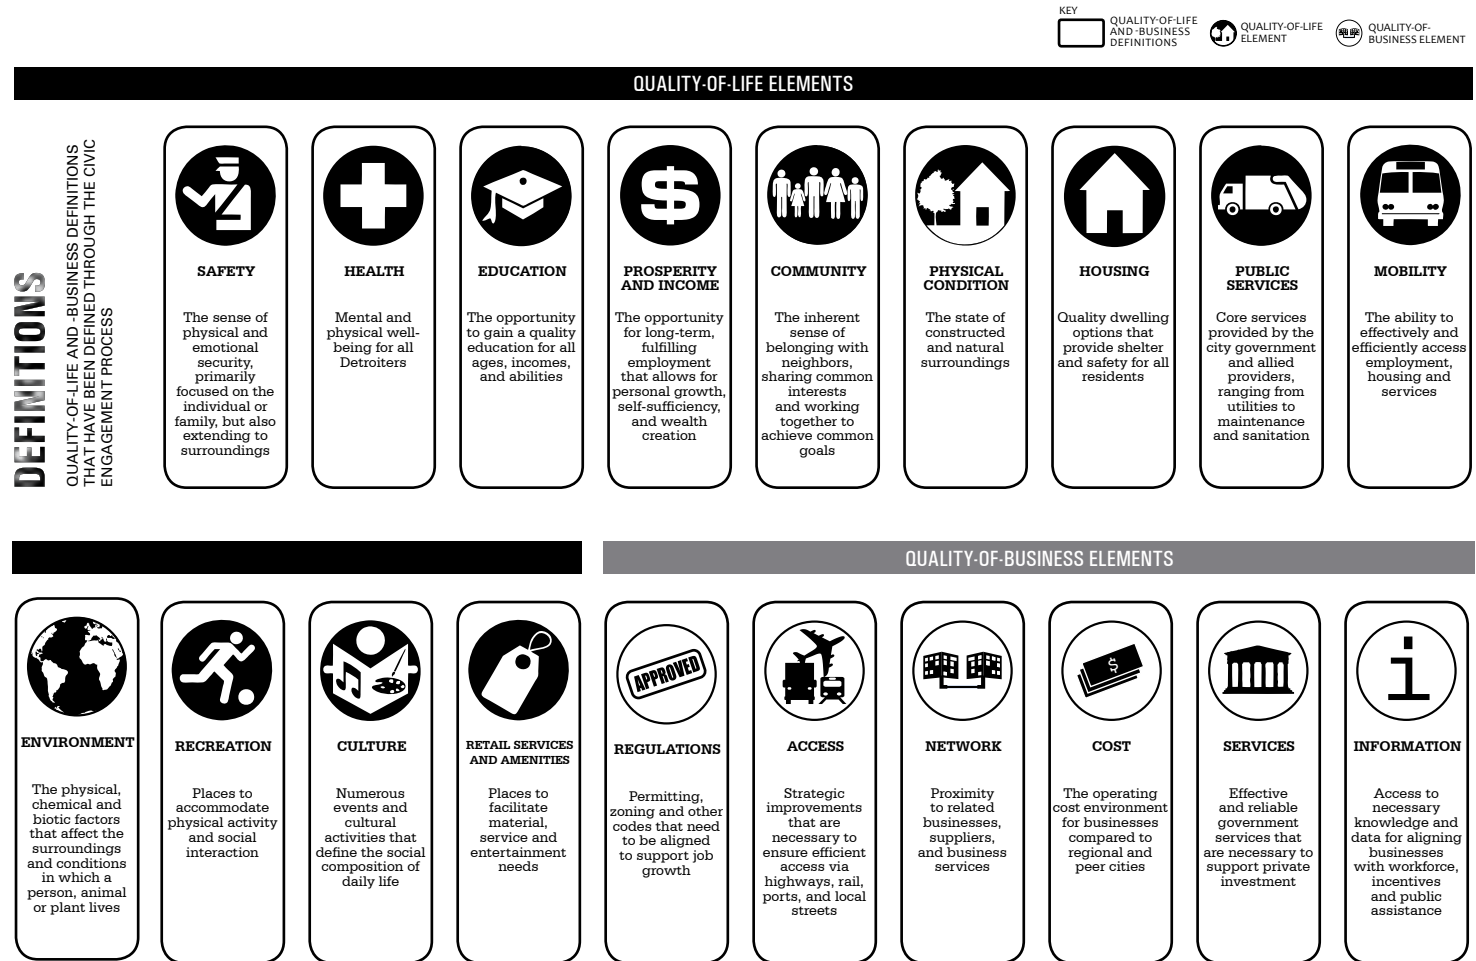 KEY
QUALITY-OF-LIFE
AND -BUSINESS
DEFINITIONS
QUALITY-OF-LIFE
ELEMENT
QUALITY-OF-
BUSINESS ELEMENT
QUALITY-OF-LIFE ELEMENTS
DEFINITIONS
QUALITY-OF-LIFE AND -BUSINESS DEFINITIONS
THAT HAVE BEEN DEFINED THROUGH THE CIVIC
ENGAGEMENT PROCESS
SAFETY
The sense of
physical and
emotional
security,
primarily
focused on the
individual or
family, but also
extending to
surroundings
HEALTH
Mental and
physical well-
being for all
Detroiters
EDUCATION
The opportunity
to gain a quality
education for all
ages, incomes,
and abilities
$
PROSPERITY
AND INCOME
The opportunity
for long-term,
fulfilling
employment
that allows for
personal growth,
self-sufficiency,
and wealth
creation
COMMUNITY
The inherent
sense of
belonging with
neighbors,
sharing common
interests
and working
together to
achieve common
goals
PHYSICAL
CONDITION
The state of
constructed
and natural
surroundings
HOUSING
Quality dwelling
options that
provide shelter
and safety for all
residents
PUBLIC
SERVICES
Core services
provided by the
city government
and allied
providers,
ranging from
utilities to
maintenance
and sanitation
MOBILITY
The ability to
effectively and
efficiently access
employment,
housing and
services
QUALITY-OF-BUSINESS ELEMENTS
ENVIRONMENT
The physical,
chemical and
biotic factors
that affect the
surroundings
and conditions
in which a
person, animal
or plant lives
RECREATION
Places to
accommodate
physical activity
and social
interaction
CULTURE
Numerous
events and
cultural
activities that
define the social
composition of
daily life
RETAIL SERVICES
AND AMENITIES
Places to
facilitate
material,
service and
entertainment
needs
APPROVED
REGULATIONS
Permitting,
zoning and other
codes that need
to be aligned
to support job
growth
ACCESS
Strategic
improvements
that are
necessary to
ensure efficient
access via
highways, rail,
ports, and local
streets
NETWORK
Proximity
to related
businesses,
suppliers,
and business
services
$
COST
The operating
cost environment
for businesses
compared to
regional and
peer cities
SERVICES
Effective
and reliable
government
services that
are necessary to
support private
investment
i
INFORMATION
Access to
necessary
knowledge and
data for aligning
businesses
with workforce,
incentives
and public
assistance